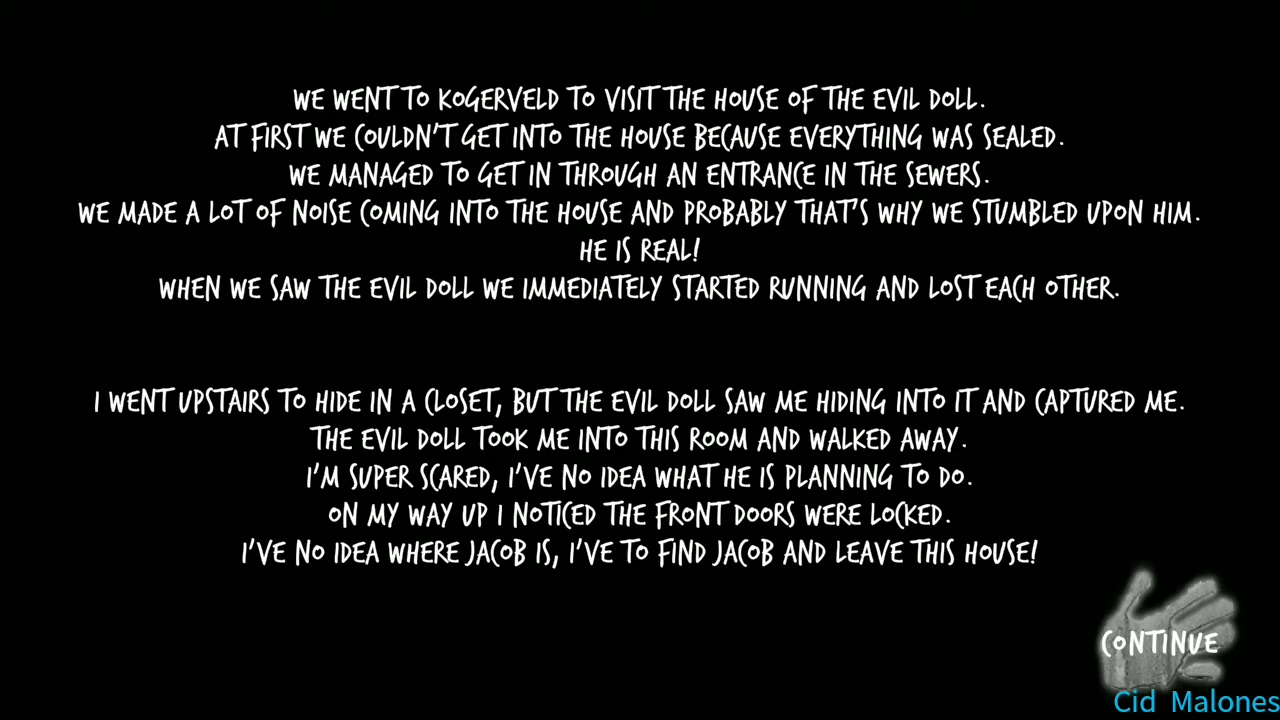 WE WENT TO KOGERVELD TO VISIT THE HOUSE OF THE EVIL DOLL.
AT FIRST WE COULDN'T GET INTO THE HOUSE BECAUSE EVERYTHING WAS SEALED.
WE MANAGED TO GET IN THROUGH AN ENTRANCE IN THE SEWERS.
WE MADE A LOT OF NOISE COMING INTO THE HOUSE AND PROBABLY THAT'S WHY WE STUMBLED UPON HIM.
HE IS REAL!
WHEN WE SAW THE EVIL DOLL WE IMMEDIATELY STARTED RUNNING AND LOST EACH OTHER.
I WENT UPSTAIRS TO HIDE IN A CLOSET, BUT THE EVIL DOLL SAW ME HIDING INTO IT AND CAPTURED ME.
THE EVIL DOLL TOOK ME INTO THIS ROOM AND WALKED AWAY.
I'M SUPER SCARED, I'VE NO IDEA WHAT HE IS PLANNING TO DO.
ON MY WAY UP I NOTICED THE FRONT DOORS WERE LOCKED.
I'VE NO IDEA WHERE JACOB IS, I'VE TO FIND JACOB AND LEAVE THIS HOUSE!
CONTINUE
Cid Malones